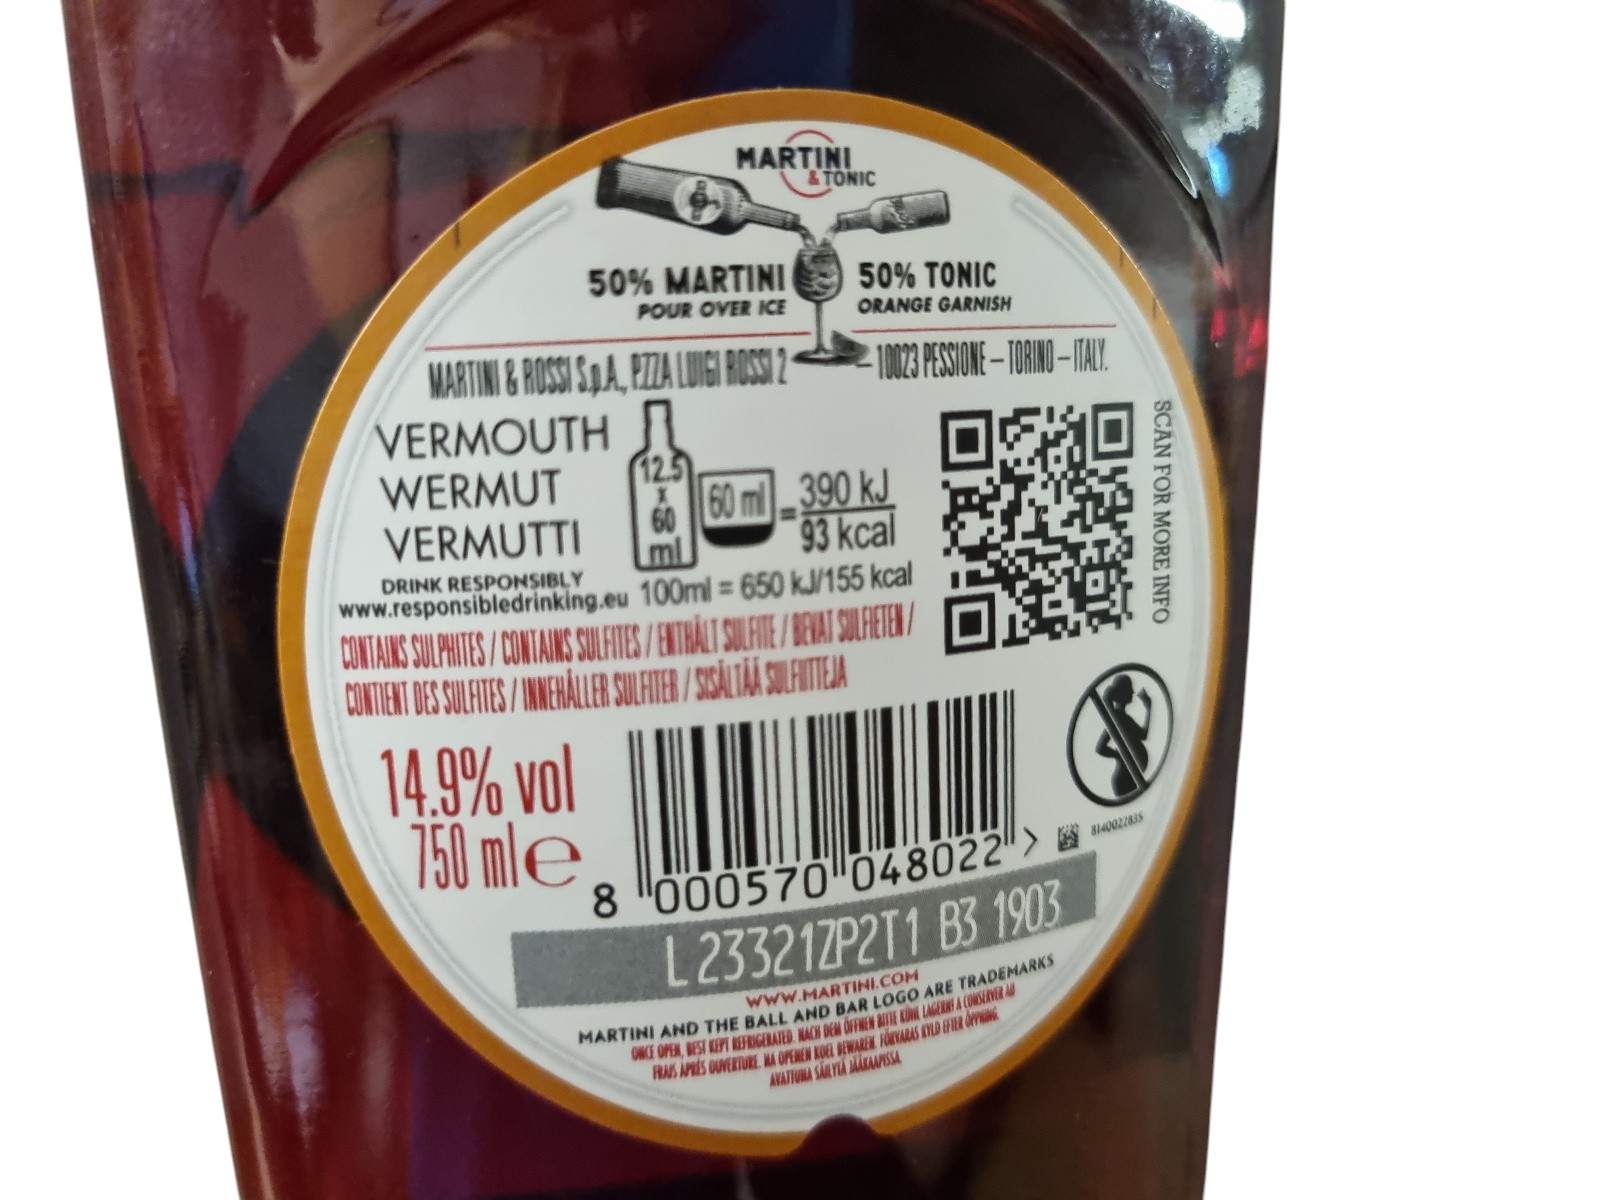 MARTINI
& TONIC
50% MARTINI 50% TONIC
POUR OVER ICE ORANGE GARNISH
MARTINI & ROSSI S.p.A., P.ZZA LUIGI ROSSI 2 – 10023 PESSIONE – TORINO – ITALY.
VERMOUTH
WERMUT
VERMUTTI
DRINK RESPONSIBLY
www.responsibledrinking.eu
12.5
x
60
ml
60 ml
= 390 kJ
93 kcal
100ml = 650 kJ/155 kcal
SCAN FOR MORE INFO
CONTAINS SULPHITES / CONTAINS SULFITES / ENTHÄLT SULFITE / BEVAT SULFIETEN /
CONTIENT DES SULFITES / INNEHÅLLER SULFITER / SISÄLTÄÄ SULFIITTEJA
14.9% vol
750 ml e
8 000570 048022 >
8140022835
L23321ZP2T1 B3 1903
WWW.MARTINI.COM
MARTINI AND THE BALL AND BAR LOGO ARE TRADEMARKS
ONCE OPEN, BEST KEPT REFRIGERATED. NACH DEM ÖFFNEN BITTE KÜHL LAGERN! A CONSERVER AU
FRAIS APRÉS OUVERTURE. NA OPENEN KOEL BEWAREN. FÖRVARAS KYLD EFTER ÖPPNING.
AVATTUNA SÄILYTÄ JÄÄKAAPISSA.